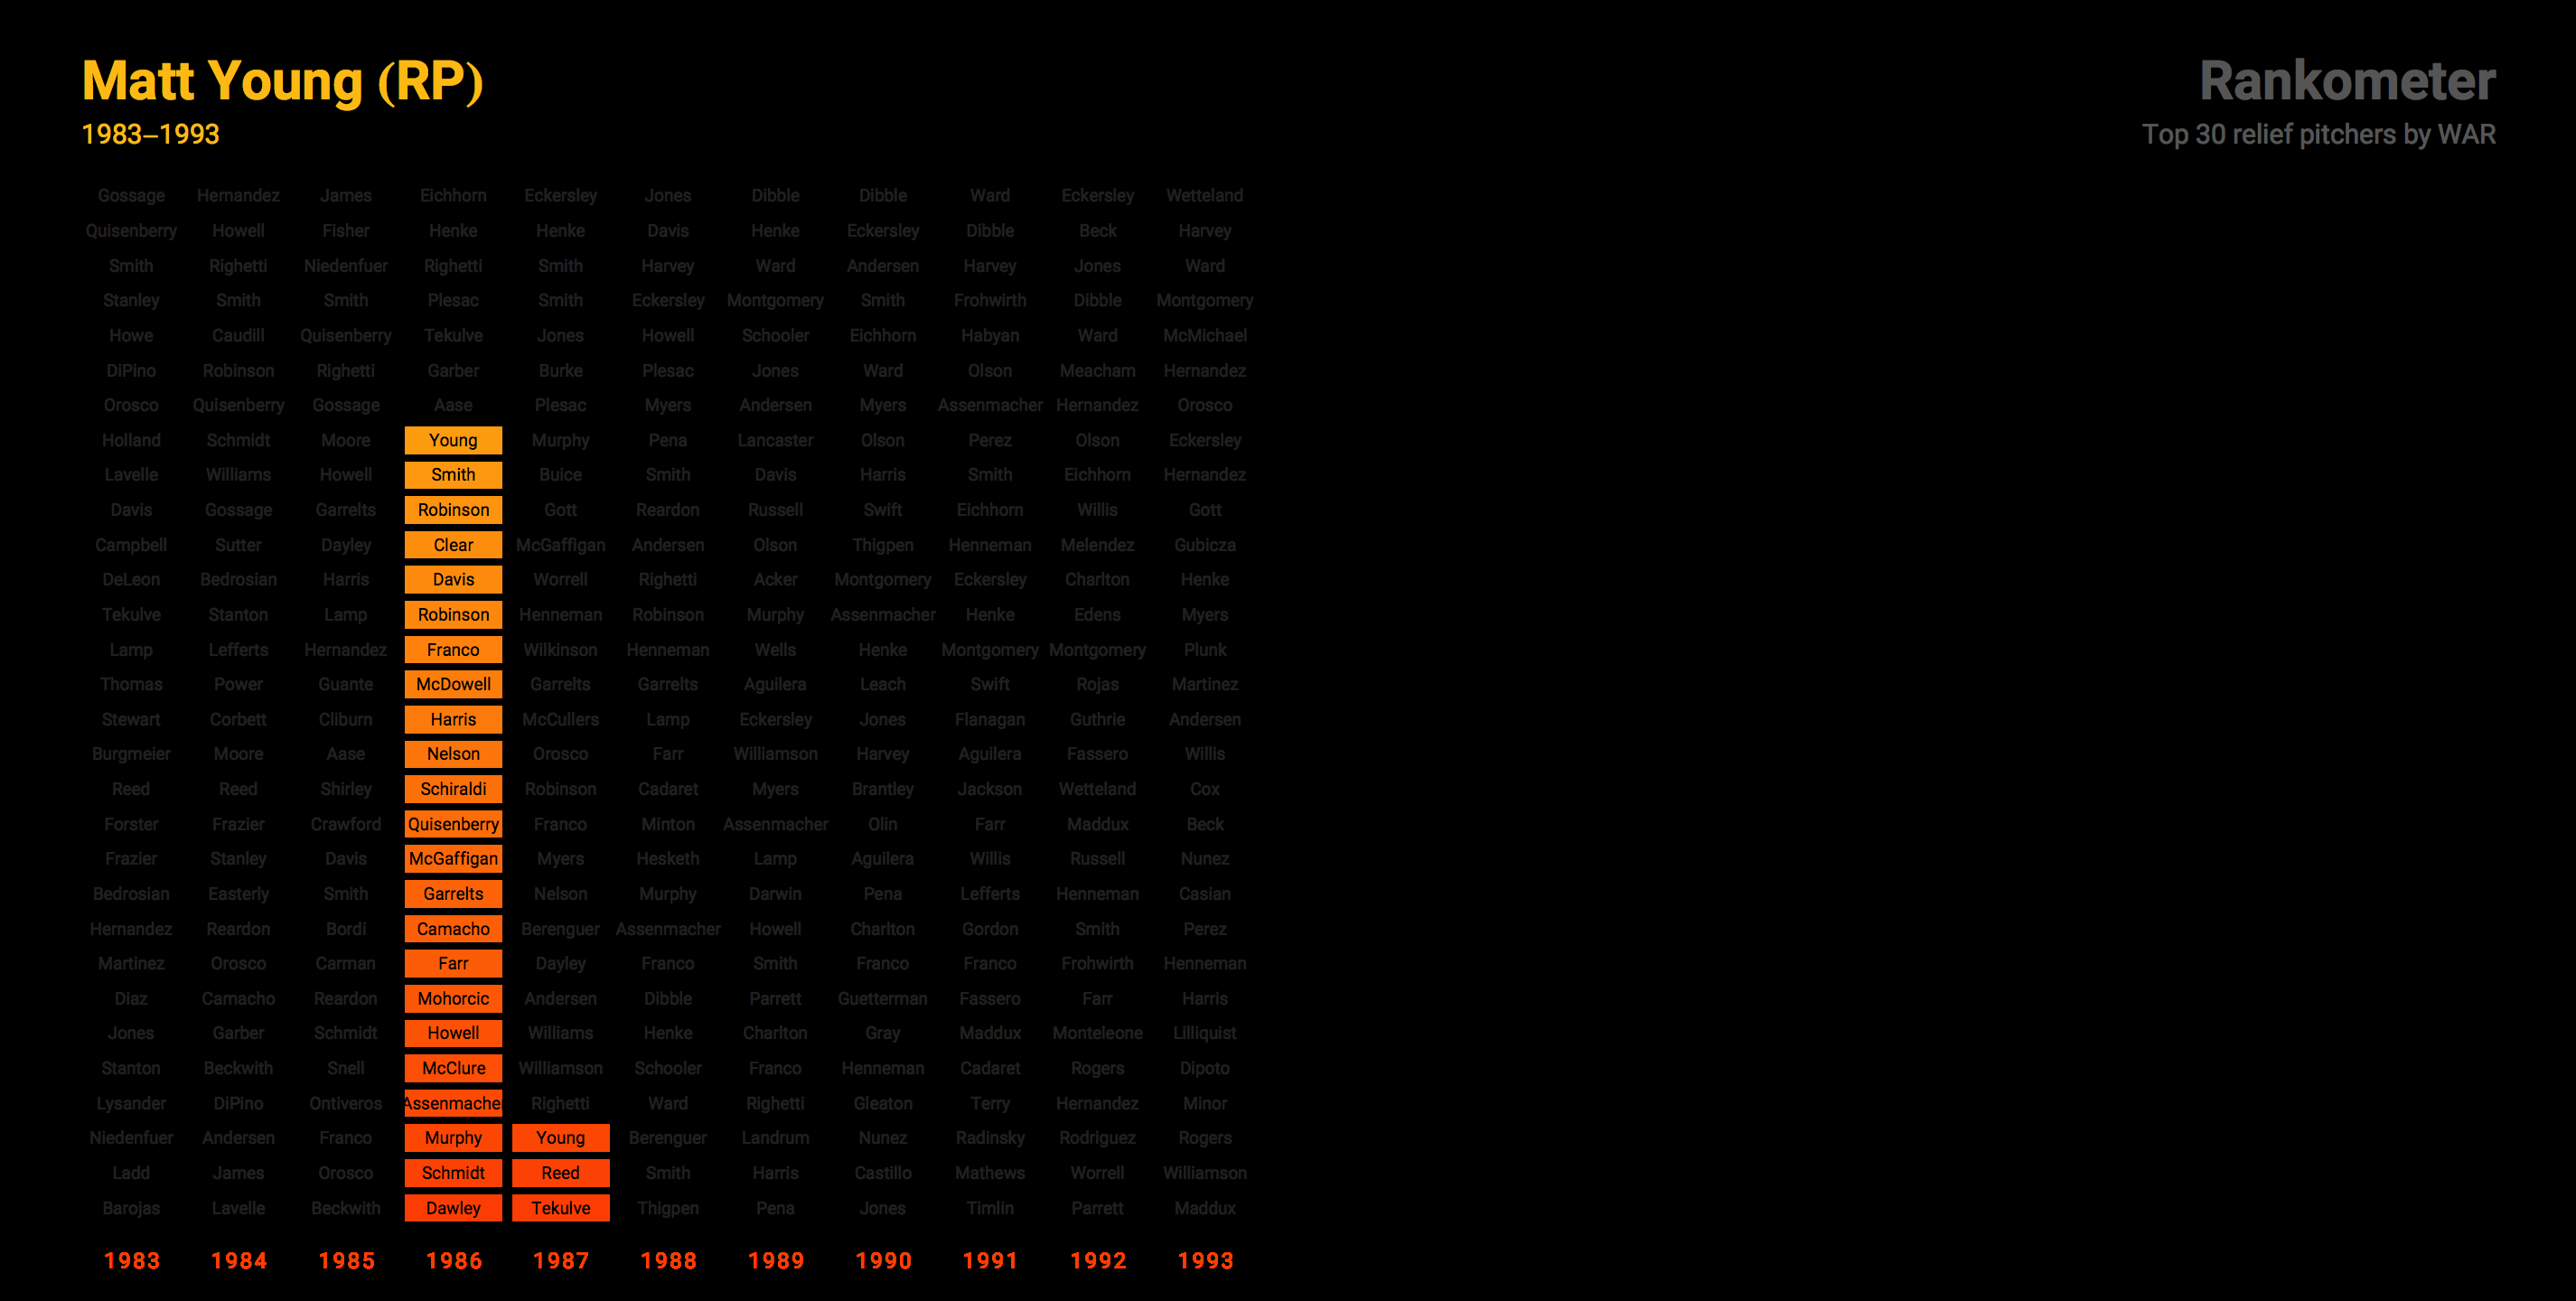 Matt Young (RP)
1983–1993
Rankometer
Top 30 relief pitchers by WAR
Gossage Hernandez James Eichhorn Eckersley Jones Dibble Dibble Ward Eckersley Wetteland
Quisenberry Howell Fisher Henke Henke Davis Henke Eckersley Dibble Beck Harvey
Smith Righetti Niedenfuer Righetti Smith Harvey Ward Andersen Harvey Jones Ward
Stanley Smith Smith Plesac Smith Eckersley Montgomery Smith Frohwirth Dibble Montgomery
Howe Caudill Quisenberry Tekulve Jones Howell Schooler Eichhorn Habyan Ward McMichael
DiPino Robinson Righetti Garber Burke Plesac Jones Ward Olson Meacham Hernandez
Orosco Quisenberry Gossage Aase Plesac Myers Andersen Myers Assenmacher Hernandez Orosco
Holland Schmidt Moore Young Murphy Pena Lancaster Olson Perez Olson Eckersley
Lavelle Williams Howell Smith Buice Smith Davis Harris Smith Eichhorn Hernandez
Davis Gossage Garrelts Robinson Gott Reardon Russell Swift Eichhorn Willis Gott
Campbell Sutter Dayley Clear McGaffigan Andersen Olson Thigpen Henneman Melendez Gubicza
DeLeon Bedrosian Harris Davis Worrell Righetti Acker Montgomery Eckersley Charlton Henke
Tekulve Stanton Lamp Robinson Henneman Robinson Murphy Assenmacher Henke Edens Myers
Lamp Lefferts Hernandez Franco Wilkinson Henneman Wells Henke Montgomery Montgomery Plunk
Thomas Power Guante McDowell Garrelts Garrelts Aguilera Leach Swift Rojas Martinez
Stewart Corbett Cliburn Harris McCullers Lamp Eckersley Jones Flanagan Guthrie Andersen
Burgmeier Moore Aase Nelson Orosco Farr Williamson Harvey Aguilera Fassero Willis
Reed Reed Shirley Schiraldi Robinson Cadaret Myers Brantley Jackson Wetteland Cox
Forster Frazier Crawford Quisenberry Franco Minton Assenmacher Olin Farr Maddux Beck
Frazier Stanley Davis McGaffigan Myers Hesketh Lamp Aguilera Willis Russell Nunez
Bedrosian Easterly Smith Garrelts Nelson Murphy Darwin Pena Lefferts Henneman Casian
Hernandez Reardon Bordi Camacho Berenguer Assenmacher Howell Charlton Gordon Smith Perez
Martinez Orosco Carman Farr Dayley Franco Smith Franco Franco Frohwirth Henneman
Diaz Camacho Reardon Mohorcic Andersen Dibble Parrett Guetterman Fassero Farr Harris
Jones Garber Schmidt Howell Williams Henke Charlton Gray Maddux Monteleone Lilliquist
Stanton Beckwith Snell McClure Williamson Schooler Franco Henneman Cadaret Rogers Dipoto
Lysander DiPino Ontiveros Assenmacher Righetti Ward Righetti Gleaton Terry Hernandez Minor
Niedenfuer Andersen Franco Murphy Young Berenguer Landrum Nunez Radinsky Rodriguez Rogers
Ladd James Orosco Schmidt Reed Smith Harris Castillo Mathews Worrell Williamson
Barojas Lavelle Beckwith Dawley Tekulve Thigpen Pena Jones Timlin Parrett Maddux
1983 1984 1985 1986 1987 1988 1989 1990 1991 1992 1993